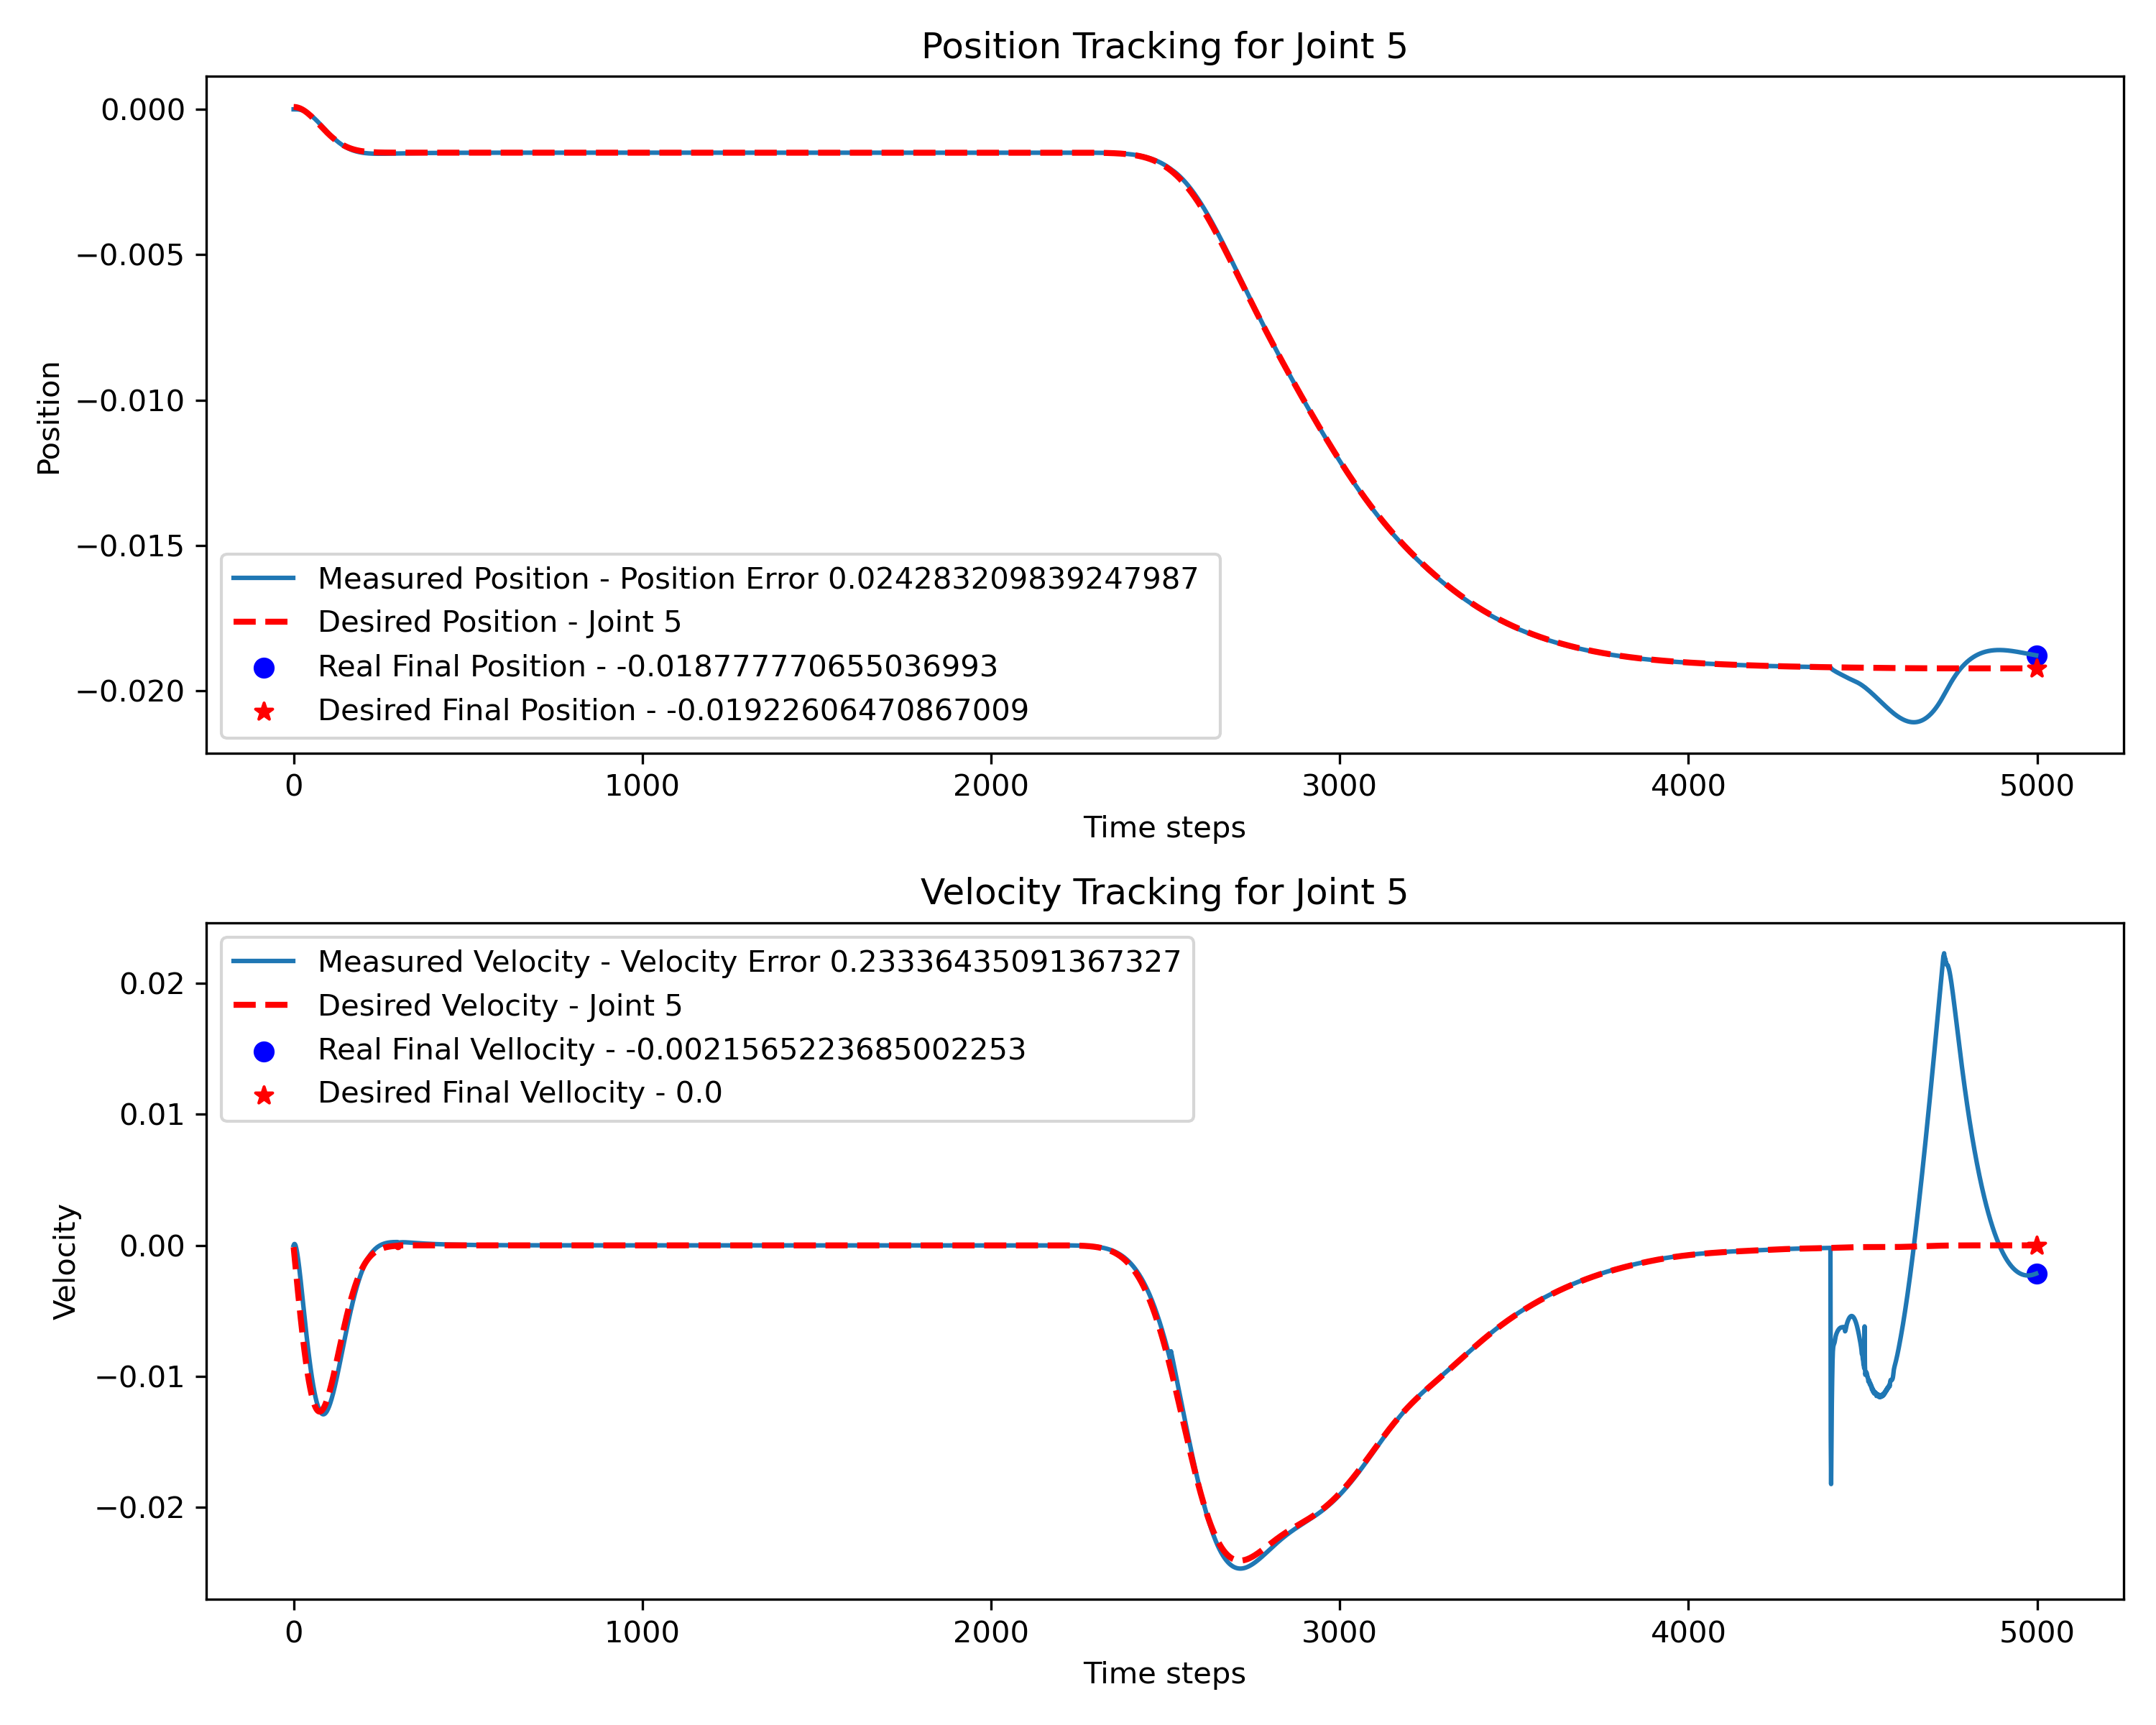 Position Tracking for Joint 5
0.000
−0.005
−0.010
−0.015
−0.020
Position
Measured Position - Position Error 0.024283209839247987
Desired Position - Joint 5
Real Final Position - -0.018777770655036993
Desired Final Position - -0.01922606470867009
0 1000 2000 3000 4000 5000
Time steps
Velocity Tracking for Joint 5
0.02
0.01
0.00
−0.01
−0.02
Velocity
Measured Velocity - Velocity Error 0.23336435091367327
Desired Velocity - Joint 5
Real Final Vellocity - -0.0021565223685002253
Desired Final Vellocity - 0.0
0 1000 2000 3000 4000 5000
Time steps